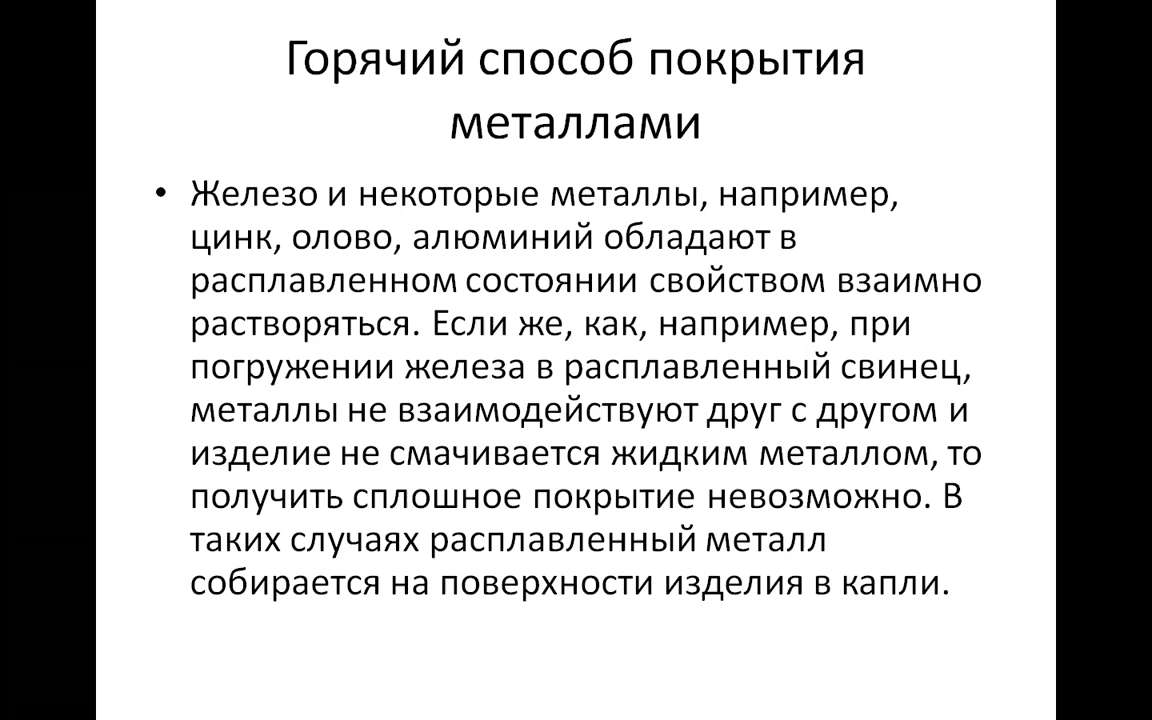 Горячий способ покрытия
металлами
• Железо и некоторые металлы, например,
цинк, олово, алюминий обладают в
расплавленном состоянии свойством взаимно
растворяться. Если же, как, например, при
погружении железа в расплавленный свинец,
металлы не взаимодействуют друг с другом и
изделие не смачивается жидким металлом, то
получить сплошное покрытие невозможно. В
таких случаях расплавленный металл
собирается на поверхности изделия в капли.